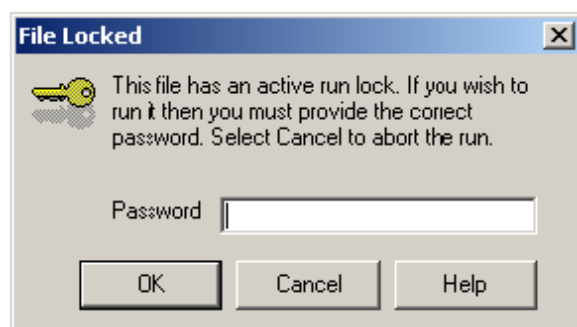 File Locked
This file has an active run lock. If you wish to
run it then you must provide the correct
password. Select Cancel to abort the run.
Password
OK Cancel Help